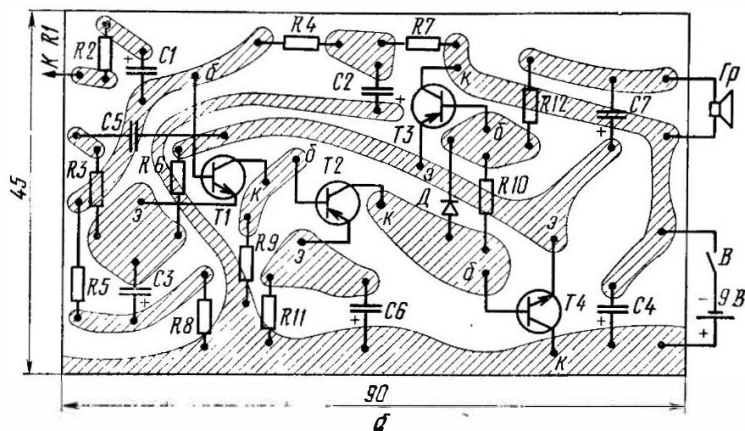 R4
R7
К R1
R2
C1
б
К
C2
Гр
R12
C7
C5
T3
б
R3
R6
T1
б
T2
э
R10
45
э
К
Д
К
э
R9
э
б
В
C3
9 В
R5
R8
R11
C6
T4
C4
К
90
б